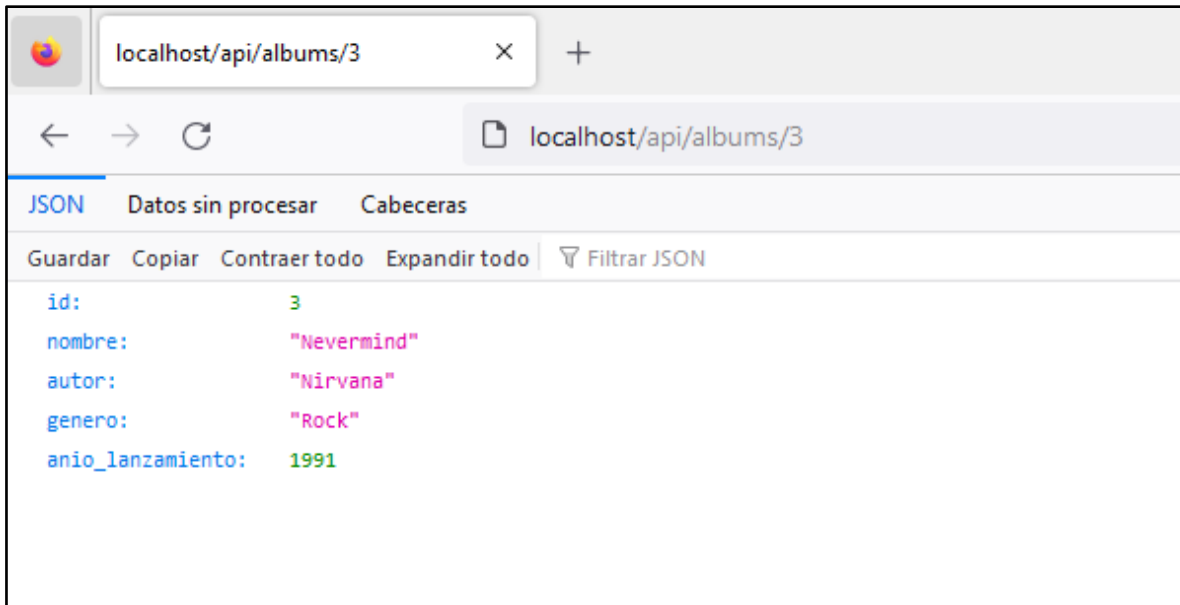 localhost/api/albums/3
localhost/api/albums/3
JSON Datos sin procesar Cabeceras
Guardar Copiar Contraer todo Expandir todo Filtrar JSON
id: 3
nombre: "Nevermind"
autor: "Nirvana"
genero: "Rock"
anio_lanzamiento: 1991